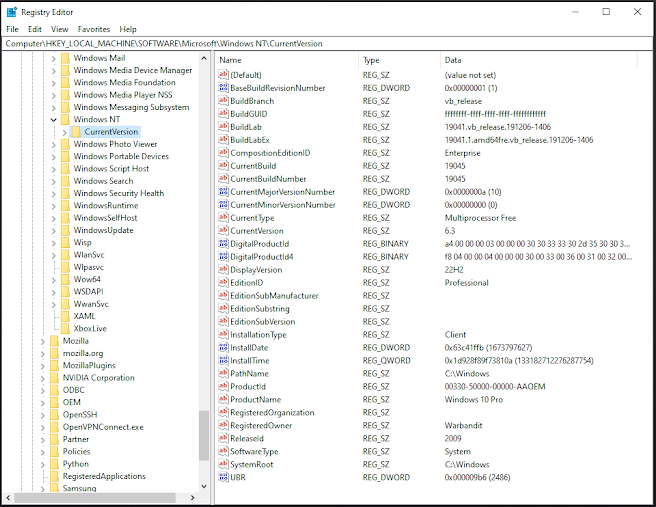 Registry Editor
File Edit View Favorites Help
Computer\HKEY_LOCAL_MACHINE\SOFTWARE\Microsoft\Windows NT\CurrentVersion
Windows Mail
Windows Media Device Manager
Windows Media Foundation
Windows Media Player NSS
Windows Messaging Subsystem
Windows NT
CurrentVersion
Windows Photo Viewer
Windows Portable Devices
Windows Script Host
Windows Search
Windows Security Health
WindowsRuntime
WindowsSelfHost
WindowsUpdate
Wisp
WlanSvc
Wlpasvc
Wow64
WSDAPI
WwanSvc
XAML
XboxLive
Mozilla
mozilla.org
MozillaPlugins
NVIDIA Corporation
ODBC
OEM
OpenSSH
OpenVPNConnect.exe
Partner
Policies
Python
RegisteredApplications
Samsung
Name Type Data
(Default) REG_SZ (value not set)
BaseBuildRevisionNumber REG_DWORD 0x00000001 (1)
BuildBranch REG_SZ vb_release
BuildGUID REG_SZ ffffffff-ffff-ffff-ffff-ffffffffffff
BuildLab REG_SZ 19041.vb_release.191206-1406
BuildLabEx REG_SZ 19041.1.amd64fre.vb_release.191206-1406
CompositionEditionID REG_SZ Enterprise
CurrentBuild REG_SZ 19045
CurrentBuildNumber REG_SZ 19045
CurrentMajorVersionNumber REG_DWORD 0x0000000a (10)
CurrentMinorVersionNumber REG_DWORD 0x00000000 (0)
CurrentType REG_SZ Multiprocessor Free
CurrentVersion REG_SZ 6.3
DigitalProductId REG_BINARY a4 00 00 00 03 00 00 00 30 30 33 33 30 2d 35 30 30 3...
DigitalProductId4 REG_BINARY f8 04 00 00 04 00 00 00 30 00 33 00 36 00 31 00 32 00...
DisplayVersion REG_SZ 22H2
EditionID REG_SZ Professional
EditionSubManufacturer REG_SZ
EditionSubstring REG_SZ
EditionSubVersion REG_SZ
InstallationType REG_SZ Client
InstallDate REG_DWORD 0x63c41ffb (1673797627)
InstallTime REG_QWORD 0x1d928f89f73810a (133182712276287754)
PathName REG_SZ C:\Windows
ProductId REG_SZ 00330-50000-00000-AAOEM
ProductName REG_SZ Windows 10 Pro
RegisteredOrganization REG_SZ
RegisteredOwner REG_SZ Warbandit
ReleaseId REG_SZ 2009
SoftwareType REG_SZ System
SystemRoot REG_SZ C:\Windows
UBR REG_DWORD 0x000009b6 (2486)